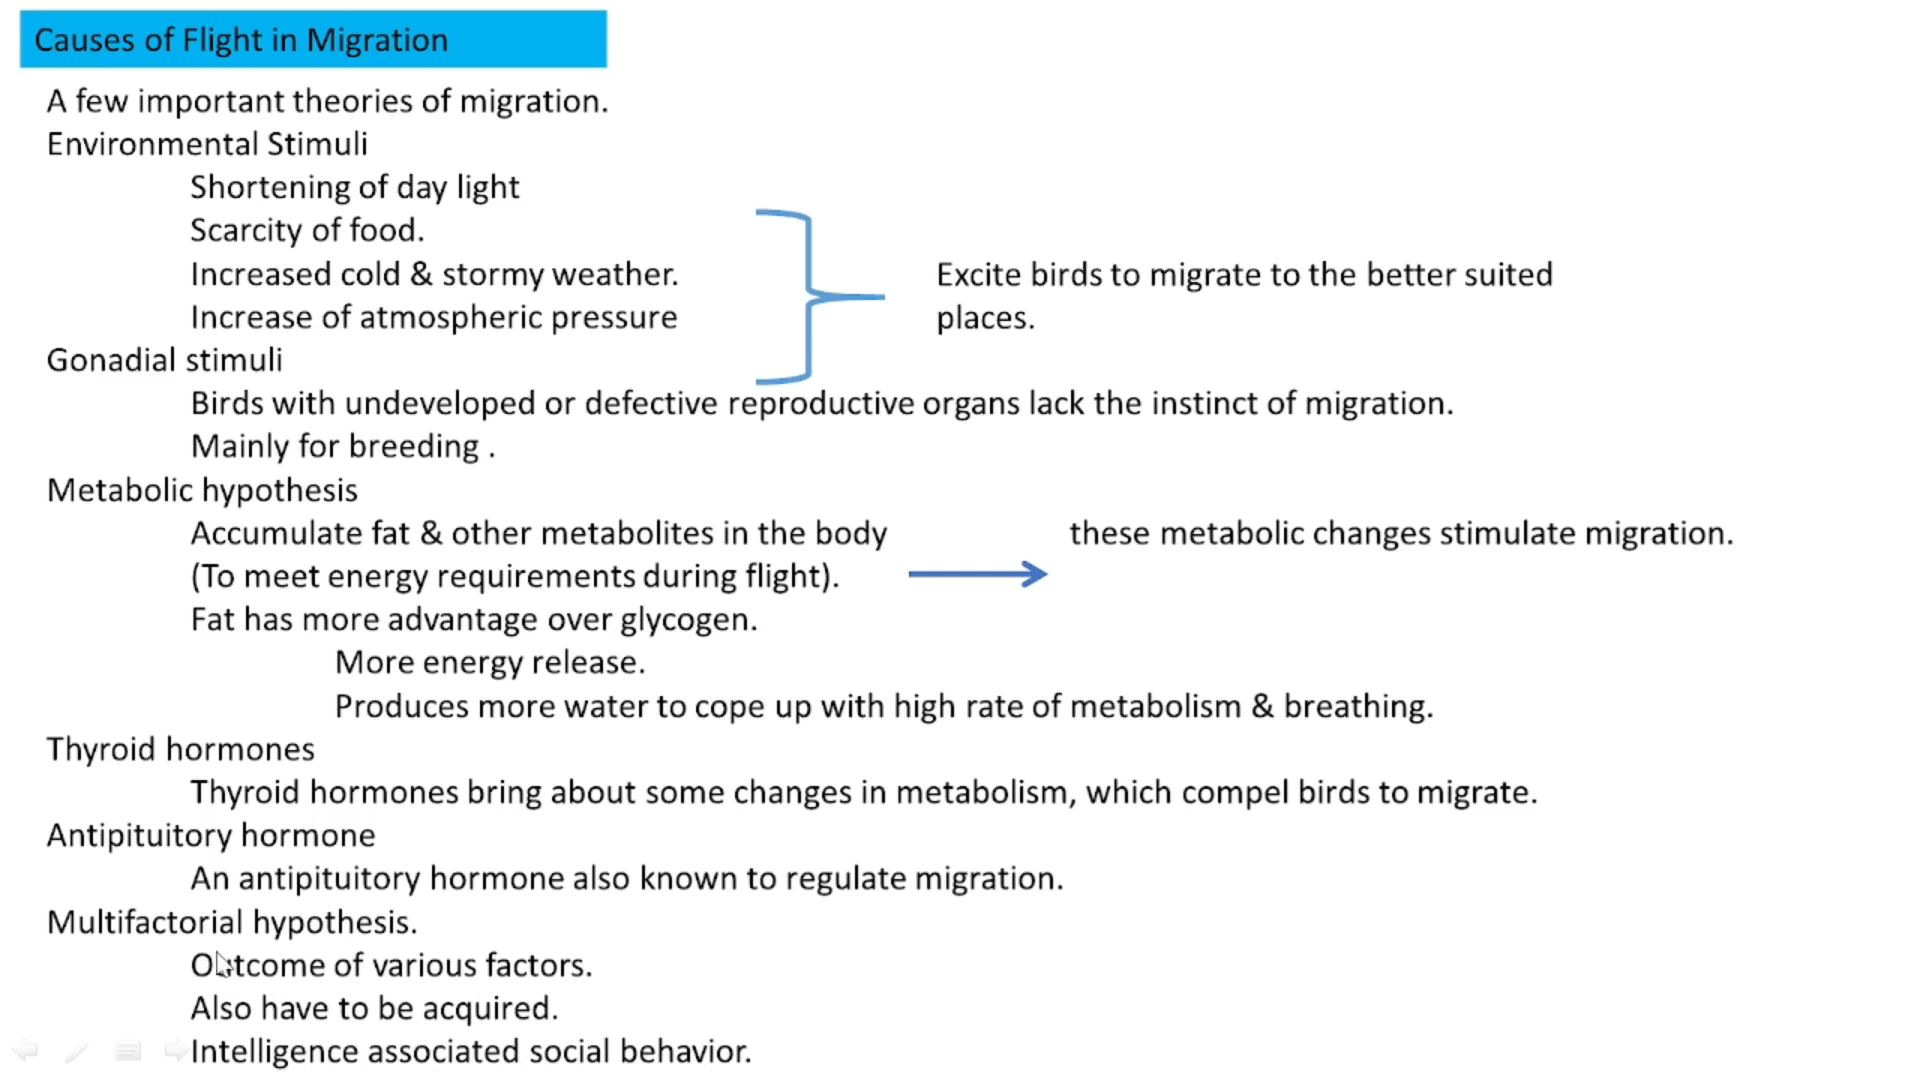 Causes of Flight in Migration
A few important theories of migration.
Environmental Stimuli
Shortening of day light
Scarcity of food.
Increased cold & stormy weather.
Increase of atmospheric pressure
Excite birds to migrate to the better suited
places.
Gonadial stimuli
Birds with undeveloped or defective reproductive organs lack the instinct of migration.
Mainly for breeding .
Metabolic hypothesis
Accumulate fat & other metabolites in the body
(To meet energy requirements during flight).
these metabolic changes stimulate migration.
Fat has more advantage over glycogen.
More energy release.
Produces more water to cope up with high rate of metabolism & breathing.
Thyroid hormones
Thyroid hormones bring about some changes in metabolism, which compel birds to migrate.
Antipituitory hormone
An antipituitory hormone also known to regulate migration.
Multifactorial hypothesis.
Outcome of various factors.
Also have to be acquired.
Intelligence associated social behavior.